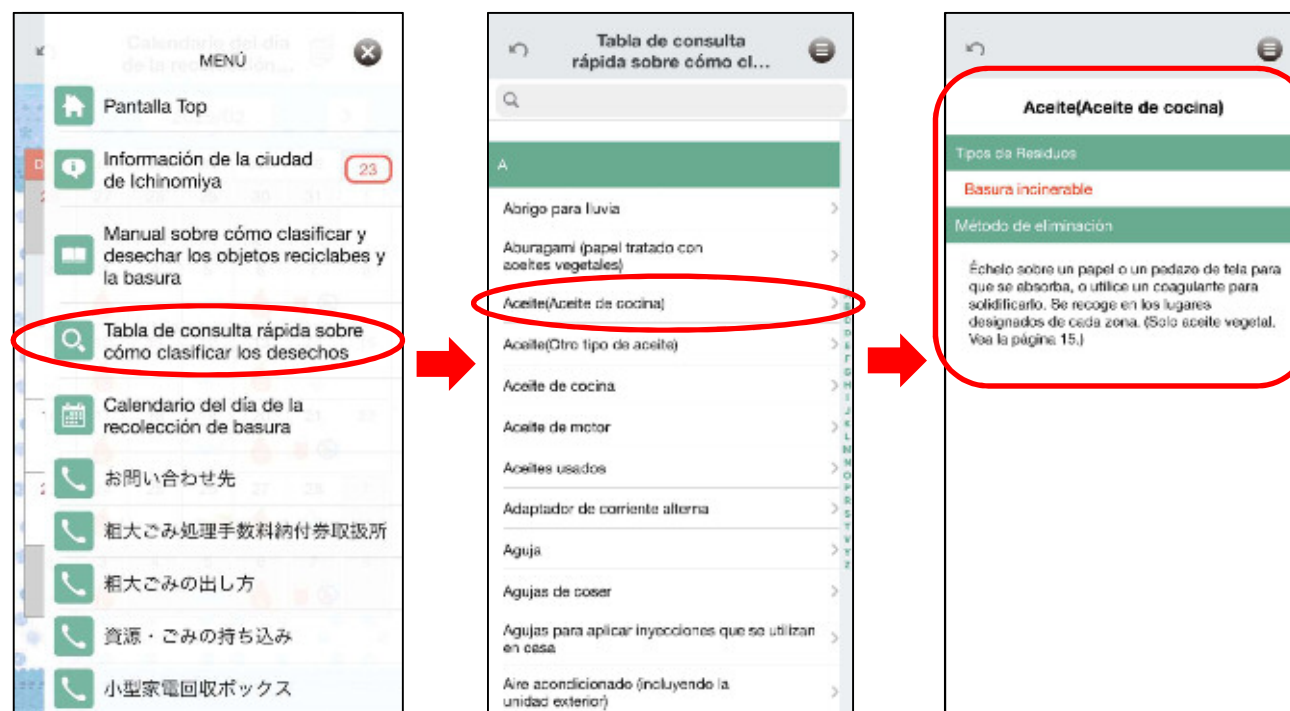 MENÚ
Pantalla Top
Información de la ciudad
de Ichinomiya
23
Manual sobre cómo clasificar y
desechar los objetos reciclabes y
la basura
Tabla de consulta rápida sobre
cómo clasificar los desechos
Calendario del día de la
recolección de basura
お問い合わせ先
粗大ごみ処理手数料納付券取扱所
粗大ごみの出し方
資源・ごみの持ち込み
小型家電回収ボックス
Tabla de consulta
rápida sobre cómo cl...
A
Abrigo para lluvia
Aburagami (papel tratado con
aceites vegetales)
Aceite(Aceite de cocina)
Aceite(Otro tipo de aceite)
Aceite de cocina
Aceite de motor
Aceites usados
Adaptador de corriente alterna
Aguja
Agujas de coser
Agujas para aplicar inyecciones que se utilizan
en casa
Aire acondicionado (incluyendo la
unidad exterior)
Aceite(Aceite de cocina)
Tipos de Residuos
Basura incinerable
Método de eliminación
Échelo sobre un papel o un pedazo de tela para
que se absorba, o utilice un coagulante para
solidificarlo. Se recoge en los lugares
designados de cada zona. (Solo aceite vegetal.
Vea la página 15.)